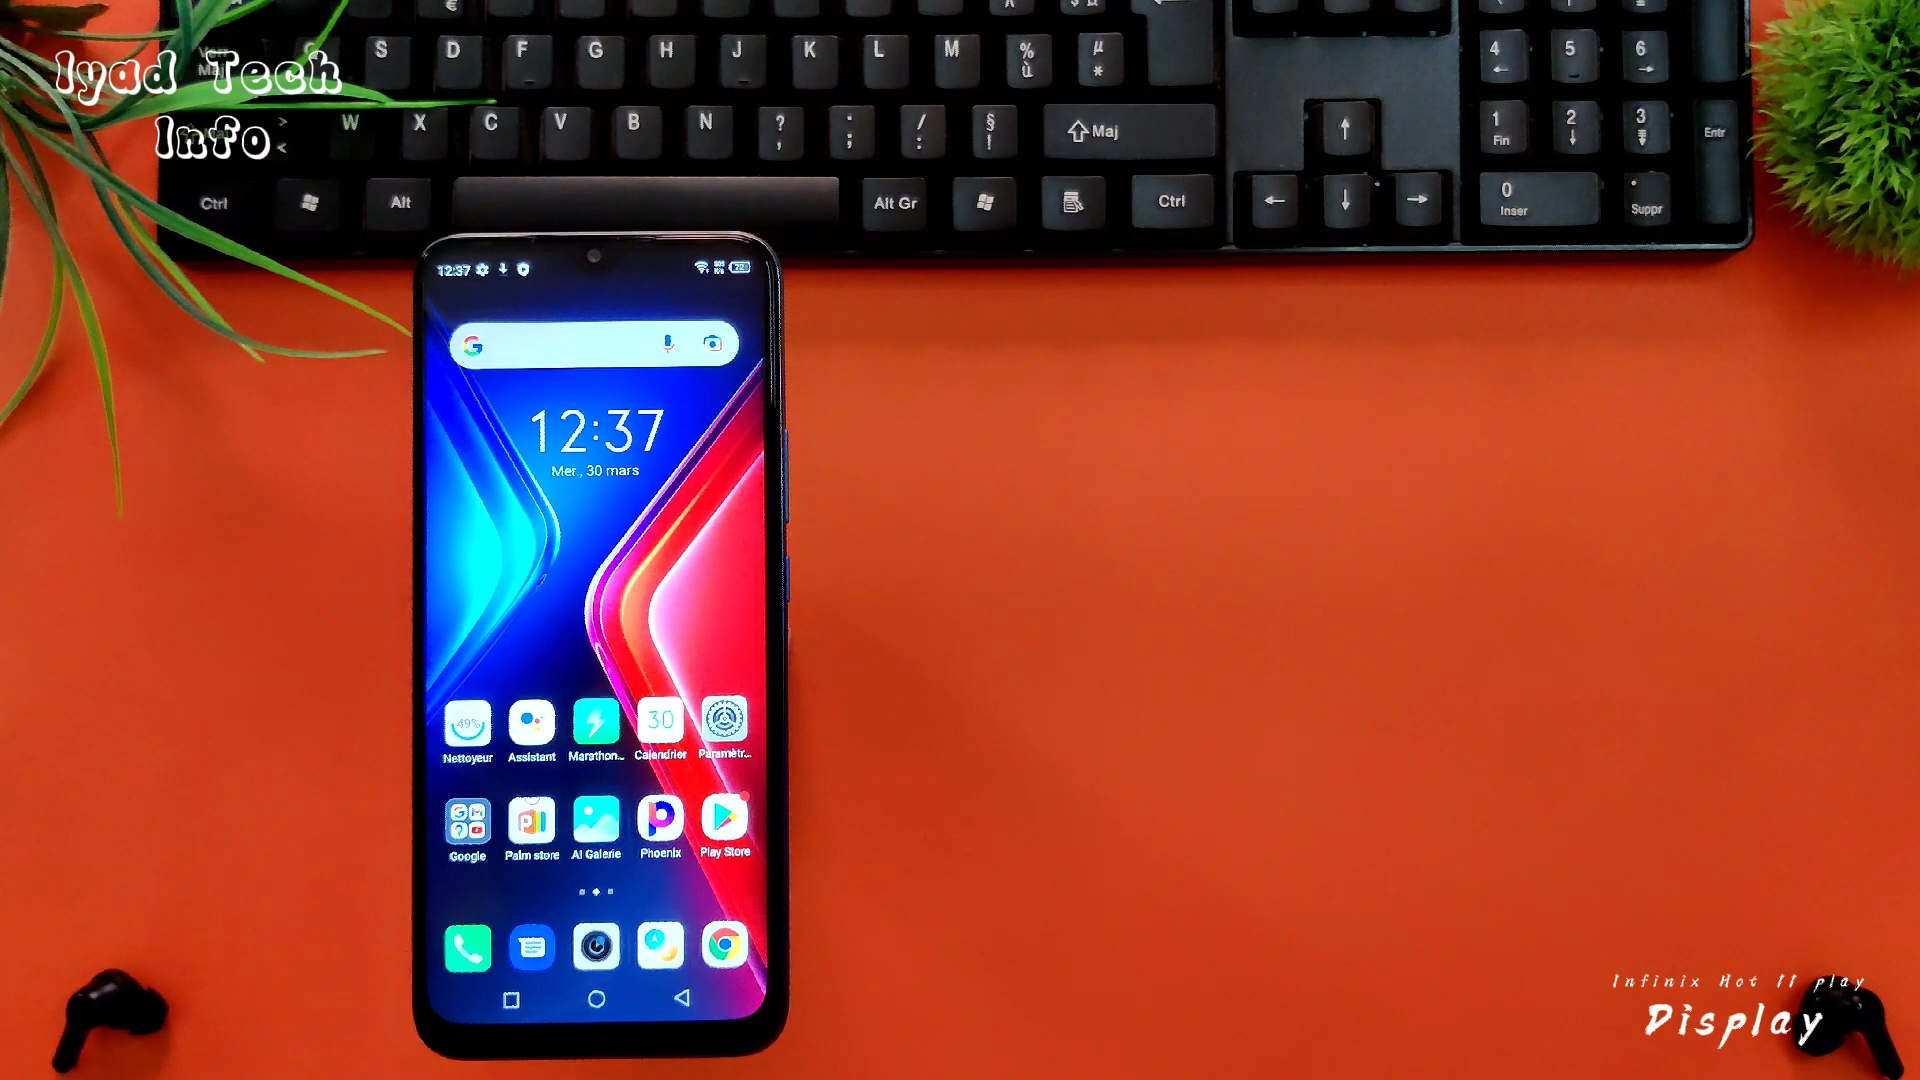 Iyad Tech
Info
S D F G H J K L M % ù µ *
4 5 6
> < W X C V B N ? , . ; / : § ! Maj
1 Fin 2 3 Entr
Ctrl Alt Alt Gr Ctrl
0 Inser . Suppr
12:37
12:37
Mer., 30 mars
49%
30
Nettoyeur Assistant Marathon... Calendrier Paramètr...
Google Palm store AI Galerie Phoenix Play Store
Infinix Hot 11 play
Display